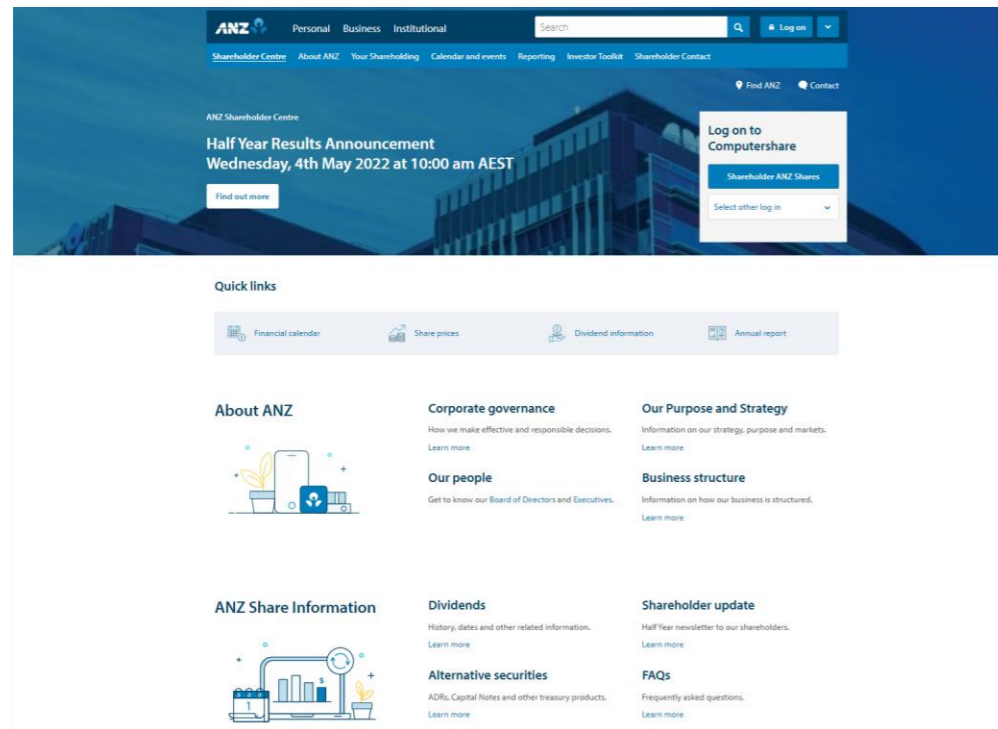 ANZ
Personal Business Institutional
Search
Log on
Shareholder Centre About ANZ Your Shareholding Calendar and events Reporting Investor Toolkit Shareholder Contact
Find ANZ Contact
ANZ Shareholder Centre
Half Year Results Announcement
Wednesday, 4th May 2022 at 10:00 am AEST
Find out more
Log on to
Computershare
Shareholder ANZ Shares
Select other log in
Quick links
Financial calendar Share prices Dividend information Annual report
About ANZ
Corporate governance
How we make effective and responsible decisions.
Learn more
Our Purpose and Strategy
Information on our strategy, purpose and markets.
Learn more
Our people
Get to know our Board of Directors and Executives.
Business structure
Information on how our business is structured.
Learn more
ANZ Share Information
$
1
Dividends
History, dates and other related information.
Learn more
Shareholder update
Half Year newsletter to our shareholders.
Learn more
Alternative securities
ADRs, Capital Notes and other treasury products.
Learn more
FAQs
Frequently asked questions.
Learn more